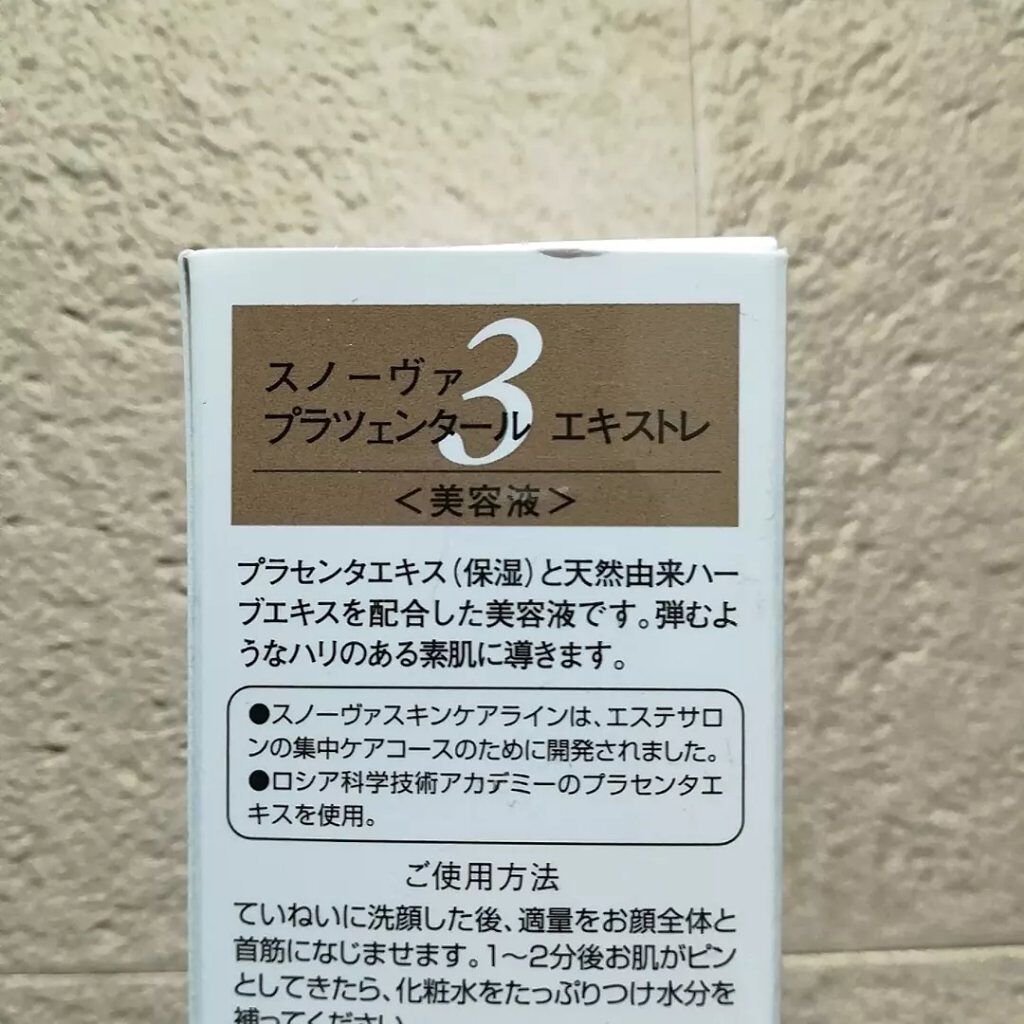 3
スノーヴァ
プラツェンタール エキストレ
＜美容液＞
プラセンタエキス（保湿）と天然由来ハー
ブエキスを配合した美容液です。弾むよ
うなハリのある素肌に導きます。
●スノーヴァスキンケアラインは、エステサロ
ンの集中ケアコースのために開発されました。
●ロシア科学技術アカデミーのプラセンタエ
キスを使用。
ご使用方法
ていねいに洗顔した後、適量をお顔全体と
首筋になじませます。1〜2分後お肌がピン
としてきたら、化粧水をたっぷりつけ水分を
補ってください